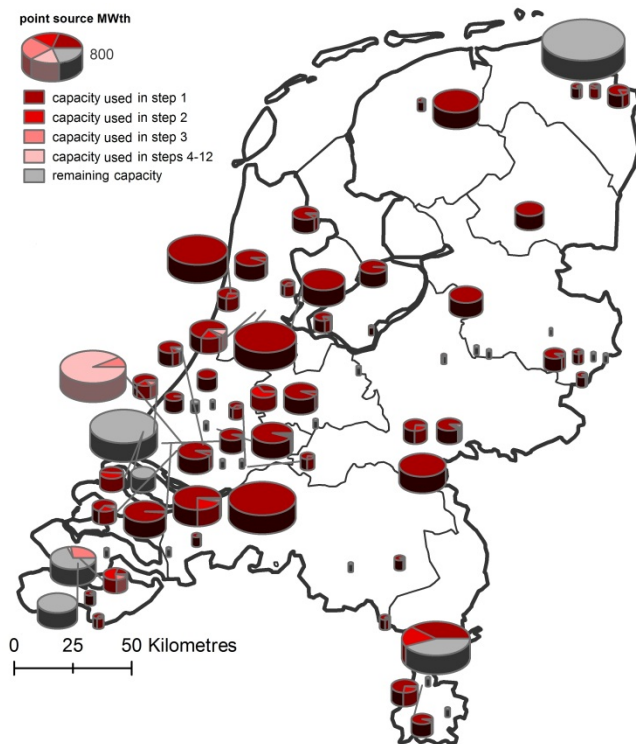 point source MWth
800
capacity used in step 1
capacity used in step 2
capacity used in step 3
capacity used in steps 4-12
remaining capacity
0 25 50 Kilometres